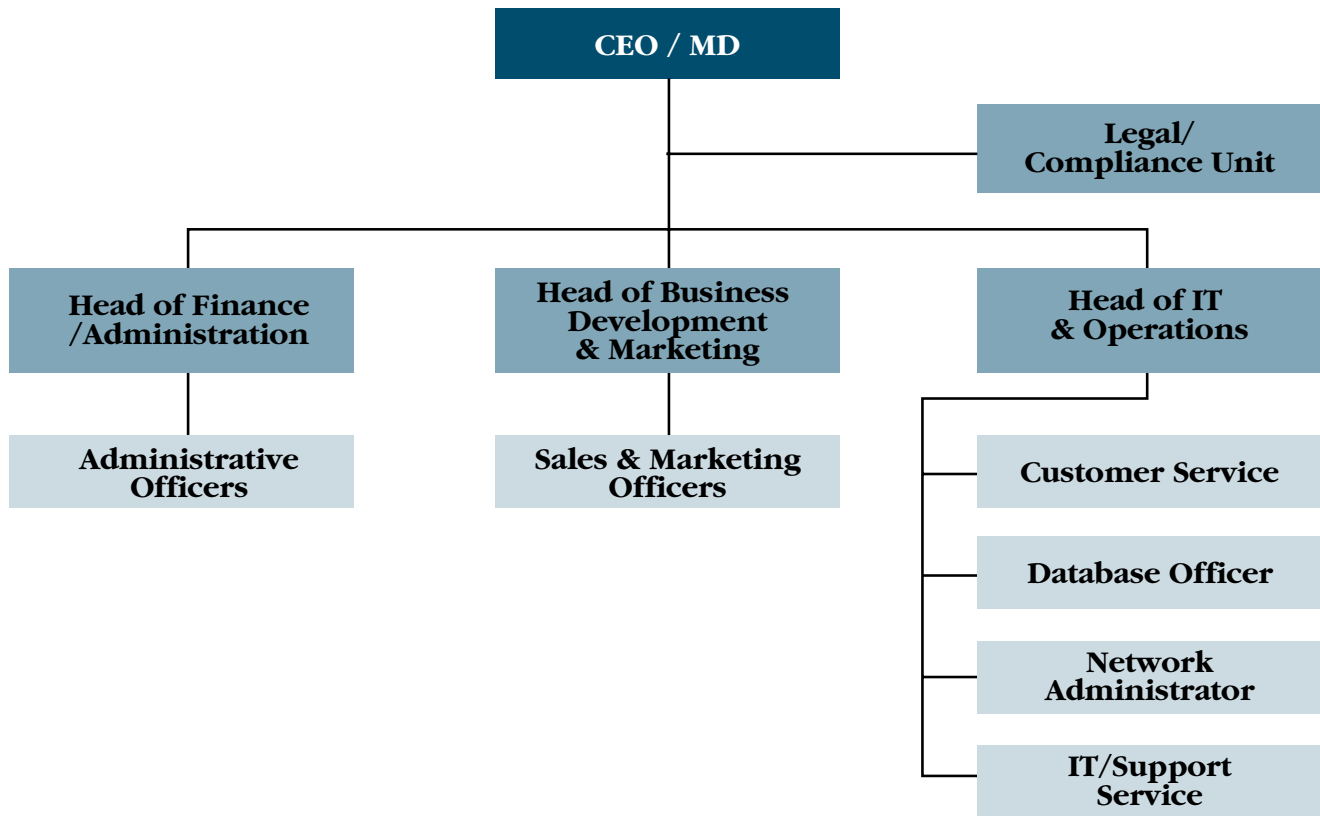 CEO / MD
Legal/
Compliance Unit
Head of Finance
/Administration
Head of Business
Development
& Marketing
Head of IT
& Operations
Administrative
Officers
Sales & Marketing
Officers
Customer Service
Database Officer
Network
Administrator
IT/Support
Service